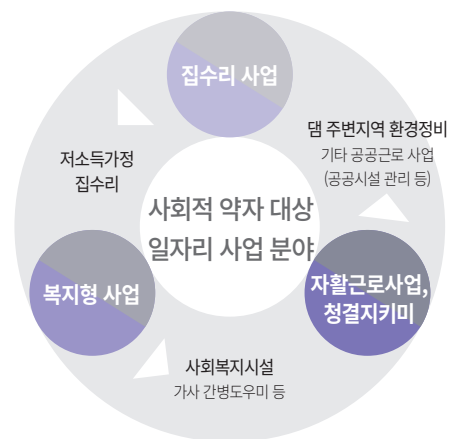 집수리 사업
댐 주변지역 환경정비
기타 공공근로 사업
(공공시설 관리 등)
저소득가정
집수리
사회적 약자 대상
일자리 사업 분야
복지형 사업
자활근로사업,
청결지키미
사회복지시설
가사 간병도우미 등